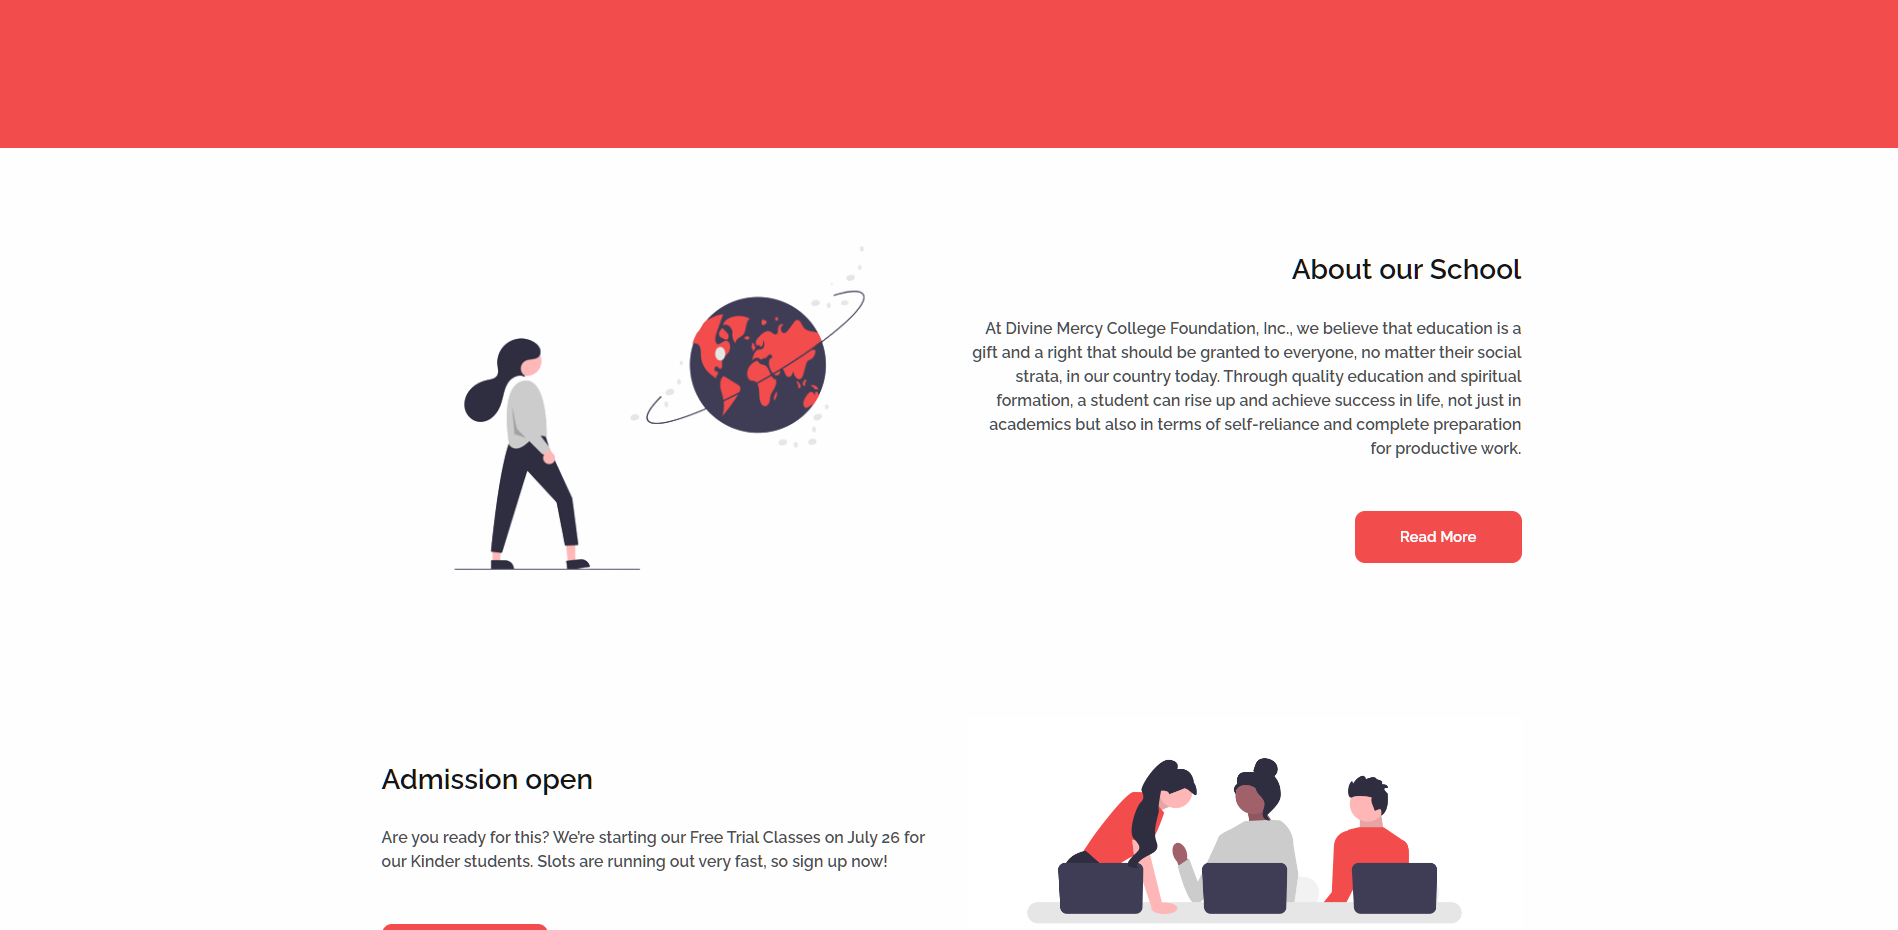 About our School
At Divine Mercy College Foundation, Inc., we believe that education is a
gift and a right that should be granted to everyone, no matter their social
strata, in our country today. Through quality education and spiritual
formation, a student can rise up and achieve success in life, not just in
academics but also in terms of self-reliance and complete preparation
for productive work.
Read More
Admission open
Are you ready for this? We're starting our Free Trial Classes on July 26 for
our Kinder students. Slots are running out very fast, so sign up now!